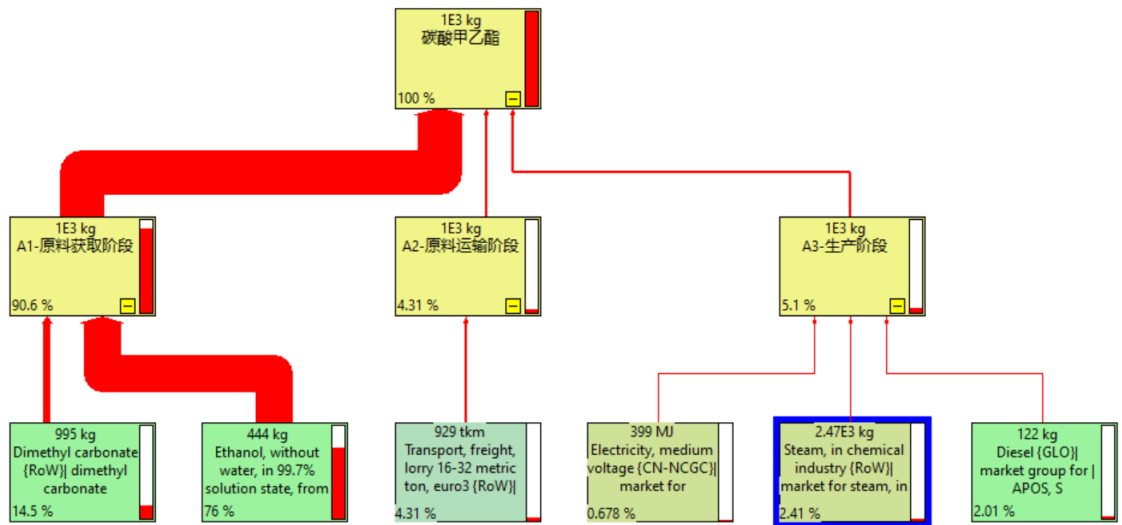 1E3 kg
碳酸甲乙酯
100 %
1E3 kg
A1-原料获取阶段
90.6 %
1E3 kg
A2-原料运输阶段
4.31 %
1E3 kg
A3-生产阶段
5.1 %
995 kg
Dimethyl carbonate
{RoW}| dimethyl
carbonate
14.5 %
444 kg
Ethanol, without
water, in 99.7%
solution state, from
76 %
929 tkm
Transport, freight,
lorry 16-32 metric
ton, euro3 {RoW}|
4.31 %
399 MJ
Electricity, medium
voltage {CN-NCGC}|
market for
0.678 %
2.47E3 kg
Steam, in chemical
industry {RoW}|
market for steam, in
2.41 %
122 kg
Diesel {GLO}|
market group for |
APOS, S
2.01 %